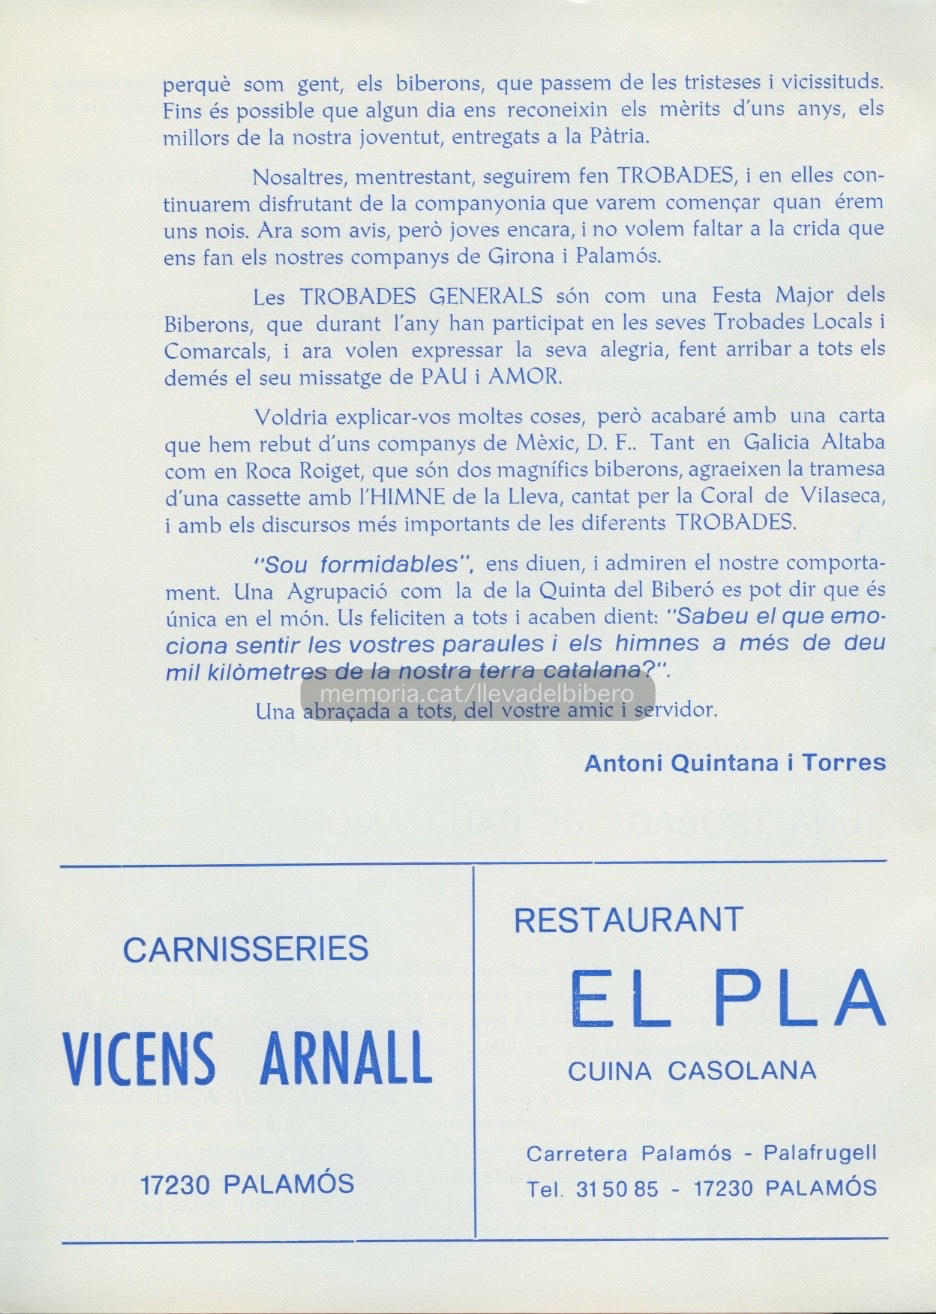 perquè som gent, els biberons, que passem de les tristeses i vicissituds.
Fins és possible que algun dia ens reconeixin els mèrits d'uns anys, els
millors de la nostra joventut, entregats a la Pàtria.
Nosaltres, mentrestant, seguirem fen TROBADES, i en elles con-
tinuarem disfrutant de la companyonia que varem començar quan érem
uns nois. Ara som avis, però joves encara, i no volem faltar a la crida que
ens fan els nostres companys de Girona i Palamós.
Les TROBADES GENERALS són com una Festa Major dels
Biberons, que durant l'any han participat en les seves Trobades Locals i
Comarcals, i ara volen expressar la seva alegria, fent arribar a tots els
demés el seu missatge de PAU i AMOR.
Voldria explicar-vos moltes coses, però acabaré amb una carta
que hem rebut d'uns companys de Mèxic, D. F.. Tant en Galicia Altaba
com en Roca Roiget, que són dos magnífics biberons, agraeixen la tramesa
d'una cassette amb l'HIMNE de la Lleva, cantat per la Coral de Vilaseca,
i amb els discursos més importants de les diferents TROBADES.
"Sou formidables", ens diuen, i admiren el nostre comporta-
ment. Una Agrupació com la de la Quinta del Biberó es pot dir que és
única en el món. Us feliciten a tots i acaben dient: "Sabeu el que emo-
ciona sentir les vostres paraules i els himnes a més de deu
mil kilòmetres de la nostra terra catalana?".
memoria.cat/llevadelbibero
Una abraçada a tots, del vostre amic i servidor.
Antoni Quintana i Torres
CARNISSERIES
VICENS ARNALL
17230 PALAMÓS
RESTAURANT
EL PLA
CUINA CASOLANA
Carretera Palamós - Palafrugell
Tel. 31 50 85 - 17230 PALAMÓS